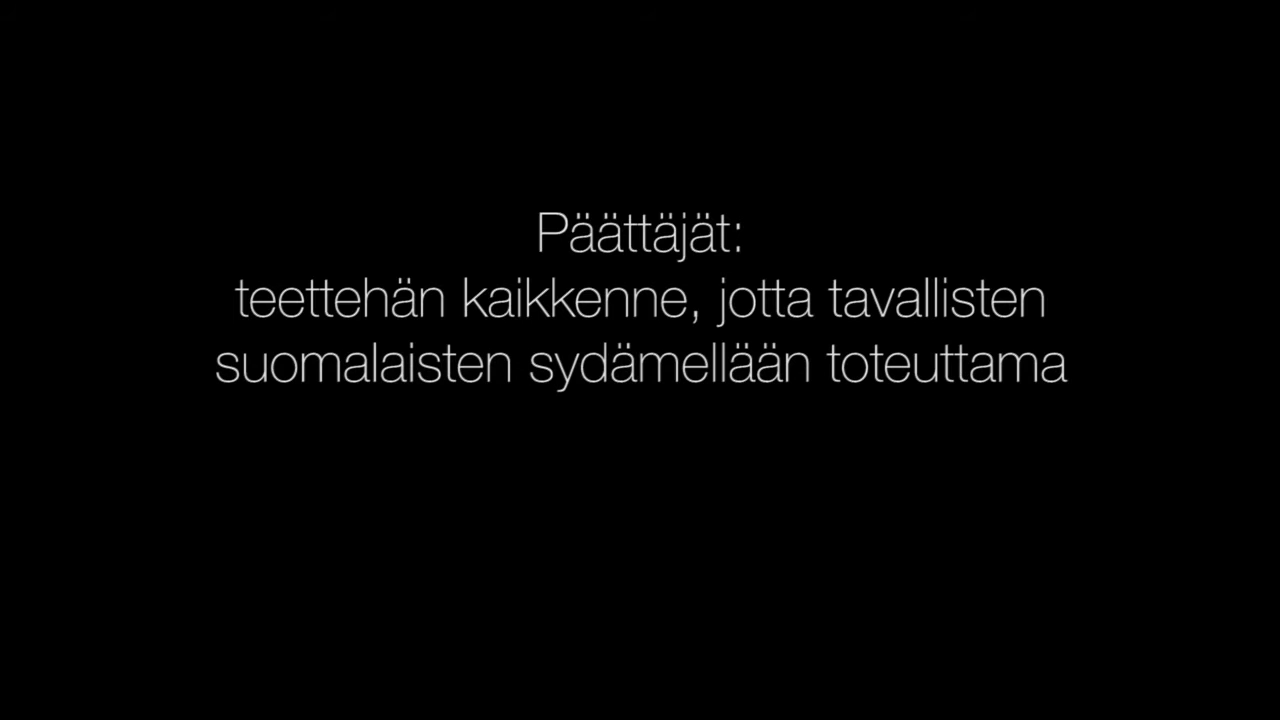 Päättäjät:
teettehän kaikkenne, jotta tavallisten
suomalaisten sydämellään toteuttama